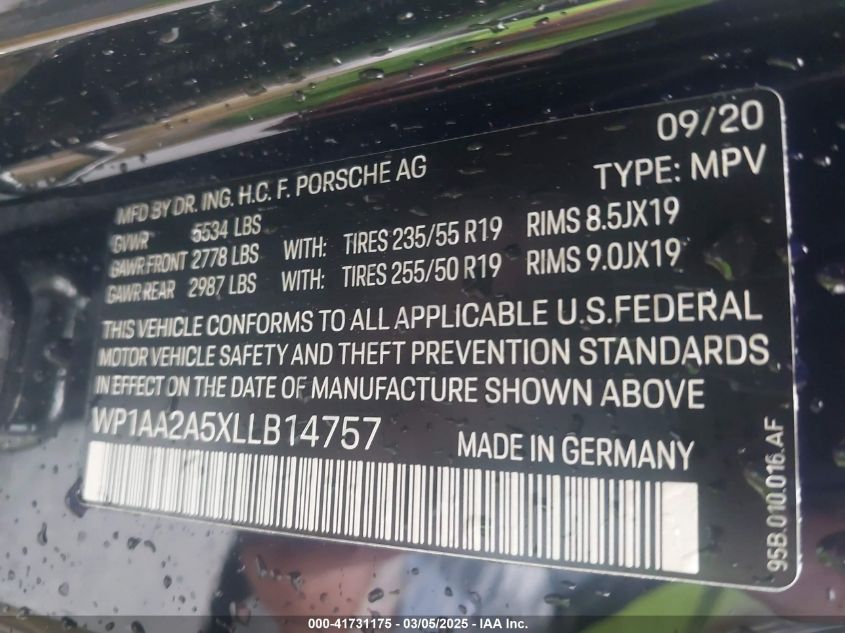 09/20
MFD BY DR. ING. H.C. F. PORSCHE AG TYPE: MPV
GVWR 5534 LBS
GAWR FRONT 2778 LBS WITH: TIRES 235/55 R19 RIMS 8.5JX19
GAWR REAR 2987 LBS WITH: TIRES 255/50 R19 RIMS 9.0JX19
THIS VEHICLE CONFORMS TO ALL APPLICABLE U.S.FEDERAL
MOTOR VEHICLE SAFETY AND THEFT PREVENTION STANDARDS
IN EFFECT ON THE DATE OF MANUFACTURE SHOWN ABOVE
WP1AA2A5XLLB14757 MADE IN GERMANY
95B.010.016.AF
000-41731175 - 03/05/2025 - IAA Inc.